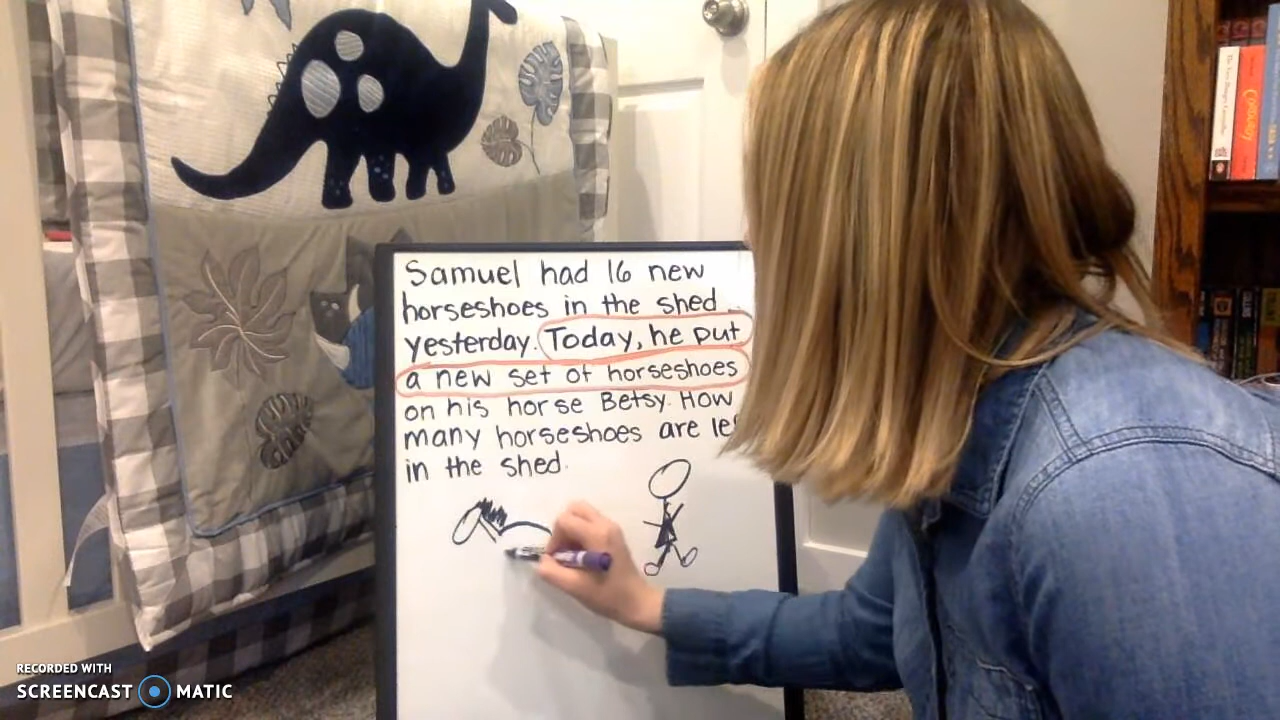 Samuel had 16 new
horseshoes in the shed
yesterday. Today, he put
a new set of horseshoes
on his horse Betsy. How
many horseshoes are
in the shed.
CORDUROY
RECORDED WITH
SCREENCAST MATIC